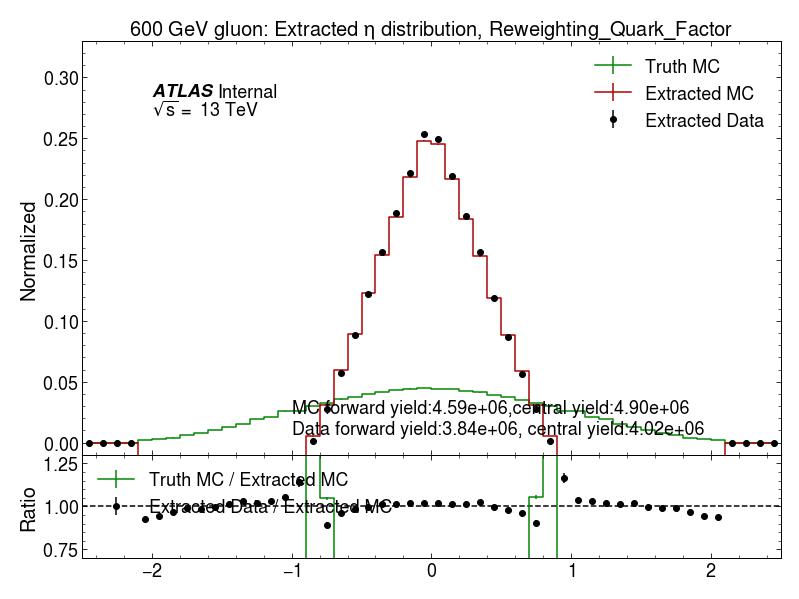 600 GeV gluon: Extracted η distribution, Reweighting_Quark_Factor
ATLAS Internal
√s = 13 TeV
Truth MC
Extracted MC
Extracted Data
Normalized
0.30
0.25
0.20
0.15
0.10
0.05
0.00
MC forward yield:4.59e+06,central yield:4.90e+06
Data forward yield:3.84e+06, central yield:4.02e+06
Ratio
1.25
1.00
0.75
Truth MC / Extracted MC
Extracted Data / Extracted MC
−2 −1 0 1 2